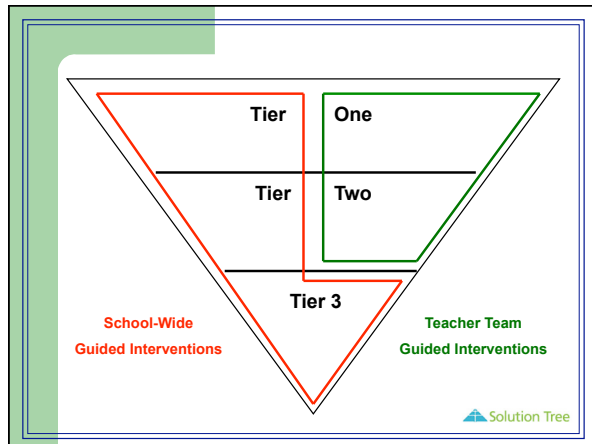 Tier One
Tier Two
Tier 3
School-Wide
Guided Interventions
Teacher Team
Guided Interventions
Solution Tree